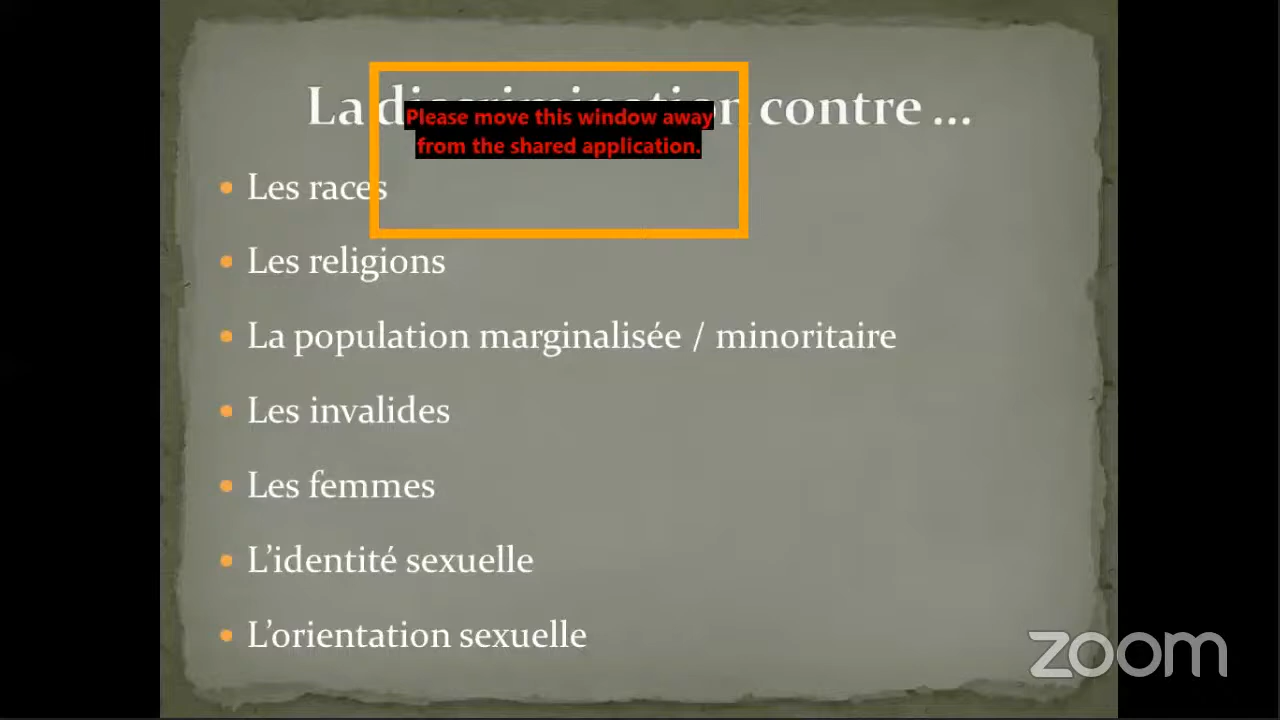 La discrimination contre ...
Please move this window away
from the shared application.
• Les races
• Les religions
• La population marginalisée / minoritaire
• Les invalides
• Les femmes
• L’identité sexuelle
• L’orientation sexuelle
zoom